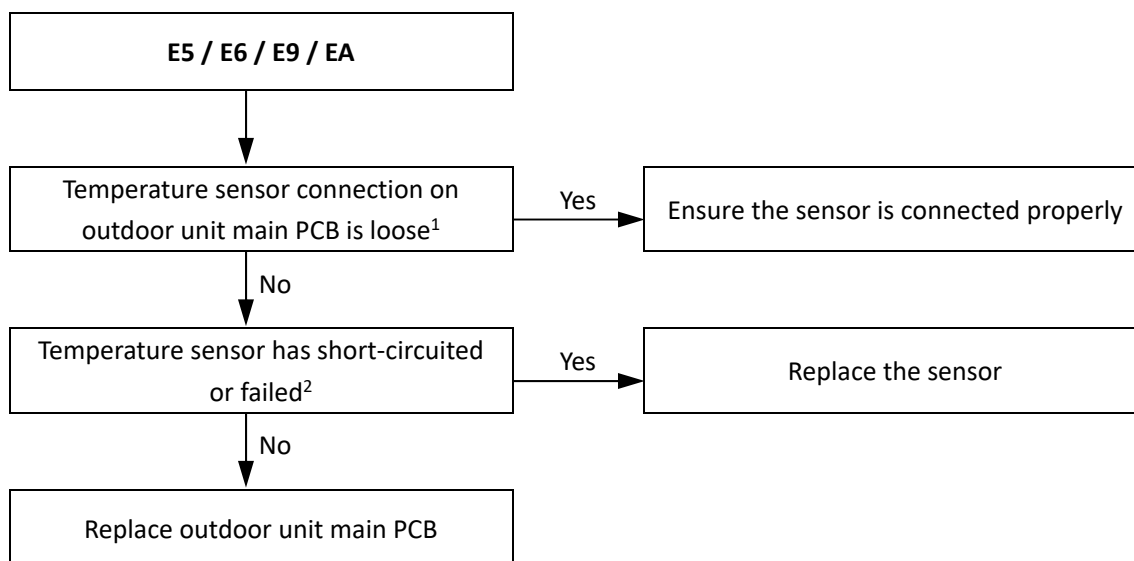 E5 / E6 / E9 / EA
Temperature sensor connection on
outdoor unit main PCB is loose¹
Yes
Ensure the sensor is connected properly
No
Temperature sensor has short-circuited
or failed²
Yes
Replace the sensor
No
Replace outdoor unit main PCB